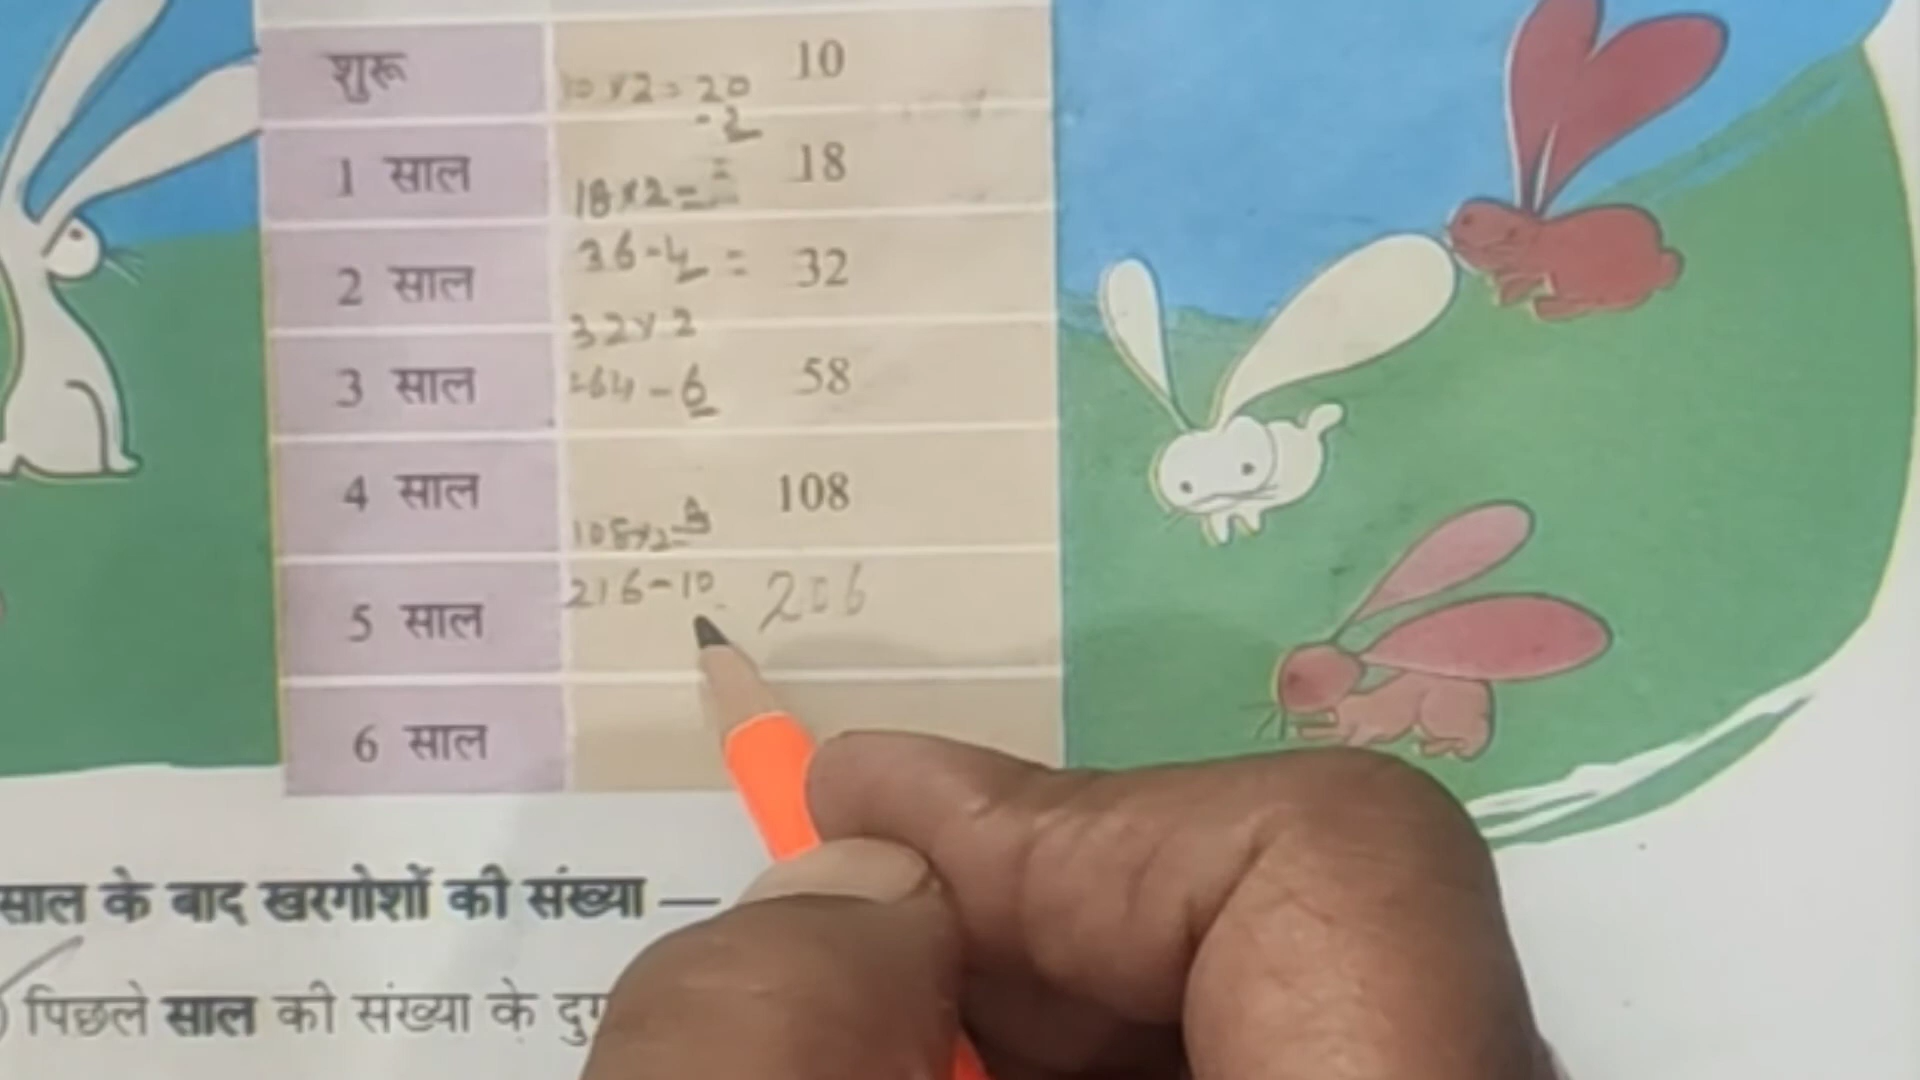 शुरू 10
10×2=20
-2
1 साल 18
18×2=
2 साल 36-4= 32
32×2
3 साल =64-6 58
4 साल 108
108×2=
5 साल 216-10 206
6 साल
साल के बाद खरगोशों की संख्या —
पिछले साल की संख्या के